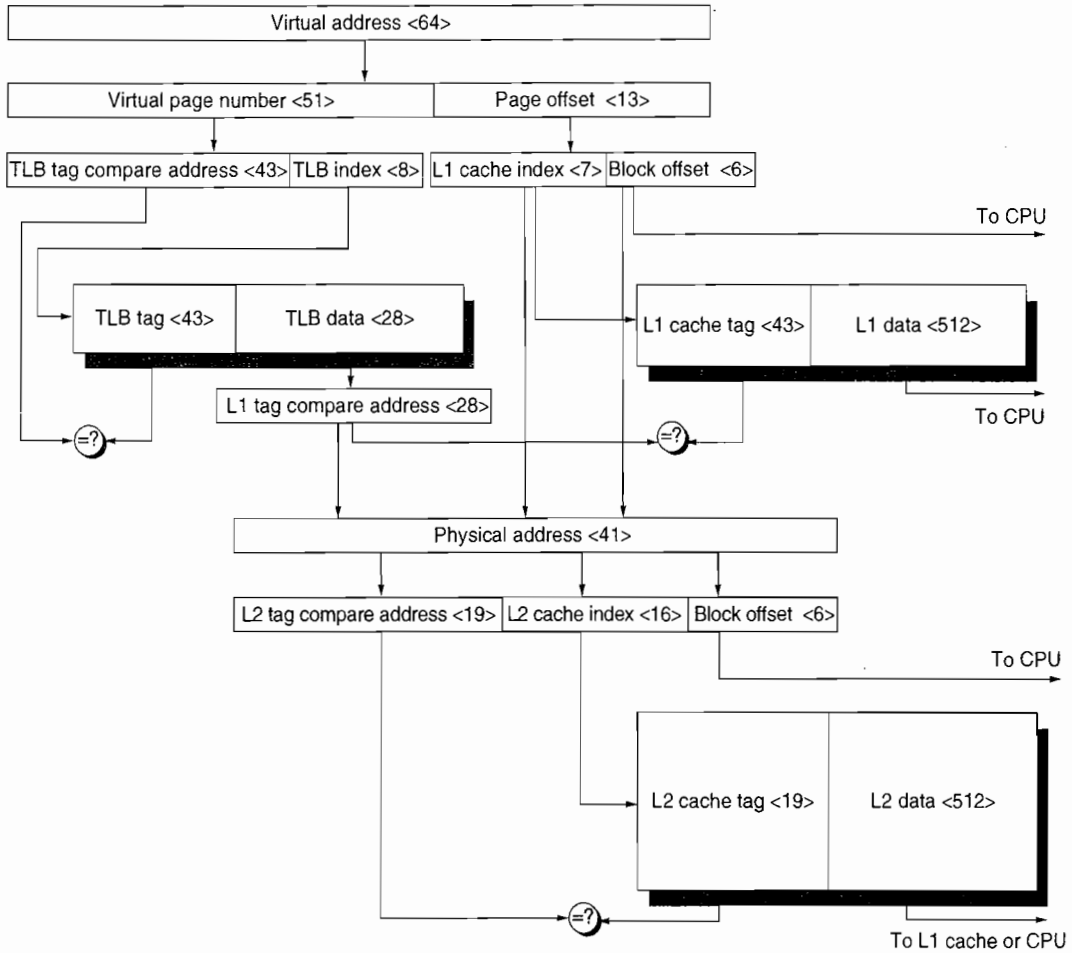 Virtual address <64>
Virtual page number <51>
Page offset <13>
TLB tag compare address <43>
TLB index <8>
L1 cache index <7>
Block offset <6>
To CPU
TLB tag <43>
TLB data <28>
L1 cache tag <43>
L1 data <512>
L1 tag compare address <28>
To CPU
=?
=?
Physical address <41>
L2 tag compare address <19>
L2 cache index <16>
Block offset <6>
To CPU
L2 cache tag <19>
L2 data <512>
=?
To L1 cache or CPU